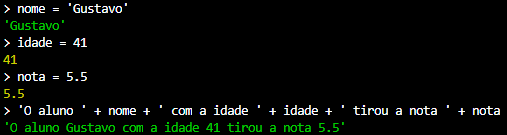 > nome = 'Gustavo'
'Gustavo'
> idade = 41
41
> nota = 5.5
5.5
> 'O aluno ' + nome + ' com a idade ' + idade + ' tirou a nota ' + nota
'O aluno Gustavo com a idade 41 tirou a nota 5.5'